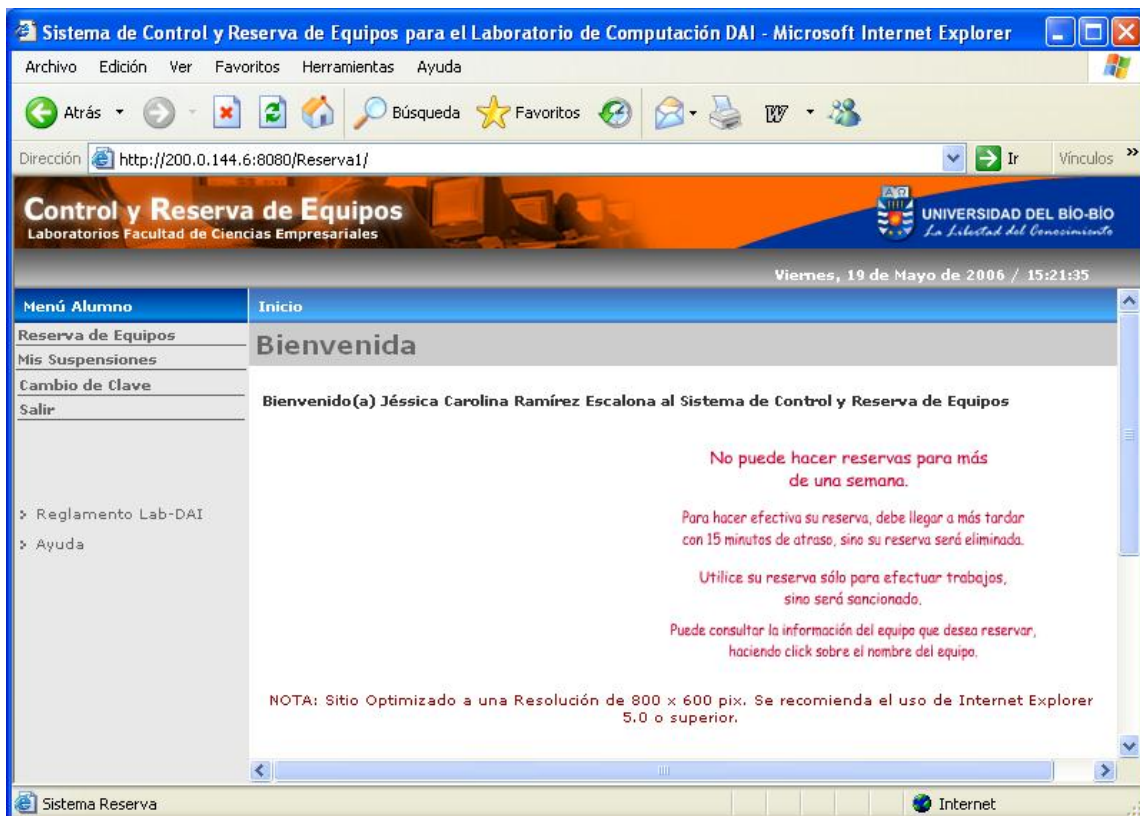 Sistema de Control y Reserva de Equipos para el Laboratorio de Computación DAI - Microsoft Internet Explorer
Archivo Edición Ver Favoritos Herramientas Ayuda
Atrás Búsqueda Favoritos
Dirección http://200.0.144.6:8080/Reserva1/ Ir Vínculos »
Control y Reserva de Equipos
Laboratorios Facultad de Ciencias Empresariales
UNIVERSIDAD DEL BÍO-BÍO
La Libertad del Conocimiento
Viernes, 19 de Mayo de 2006 / 15:21:35
Menú Alumno
Reserva de Equipos
Mis Suspensiones
Cambio de Clave
Salir
> Reglamento Lab-DAI
> Ayuda
Inicio
Bienvenida
Bienvenido(a) Jéssica Carolina Ramírez Escalona al Sistema de Control y Reserva de Equipos
No puede hacer reservas para más
de una semana.
Para hacer efectiva su reserva, debe llegar a más tardar
con 15 minutos de atraso, sino su reserva será eliminada.
Utilice su reserva sólo para efectuar trabajos,
sino será sancionado.
Puede consultar la información del equipo que desea reservar,
haciendo click sobre el nombre del equipo.
NOTA: Sitio Optimizado a una Resolución de 800 x 600 pix. Se recomienda el uso de Internet Explorer
5.0 o superior.
Sistema Reserva Internet